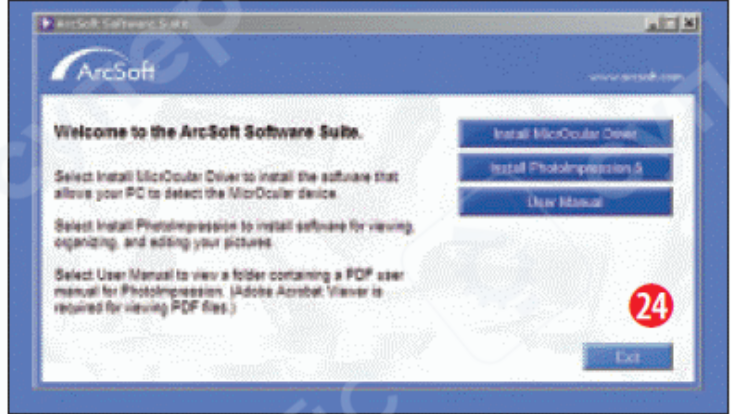 ArcSoft Software Suite
ArcSoft
www.arcsoft.com
Welcome to the ArcSoft Software Suite.
Select Install MicrOcular Driver to install the software that
allows your PC to detect the MicrOcular device.
Select Install PhotoImpression to install software for viewing,
organizing, and editing your pictures.
Select User Manual to view a folder containing a PDF user
manual for PhotoImpression. (Adobe Acrobat Viewer is
required for viewing PDF files.)
Install MicrOcular Driver
Install PhotoImpression 5
User Manual
24
Exit